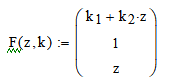 F(z,k) := ( k₁ + k₂·z
1
z )